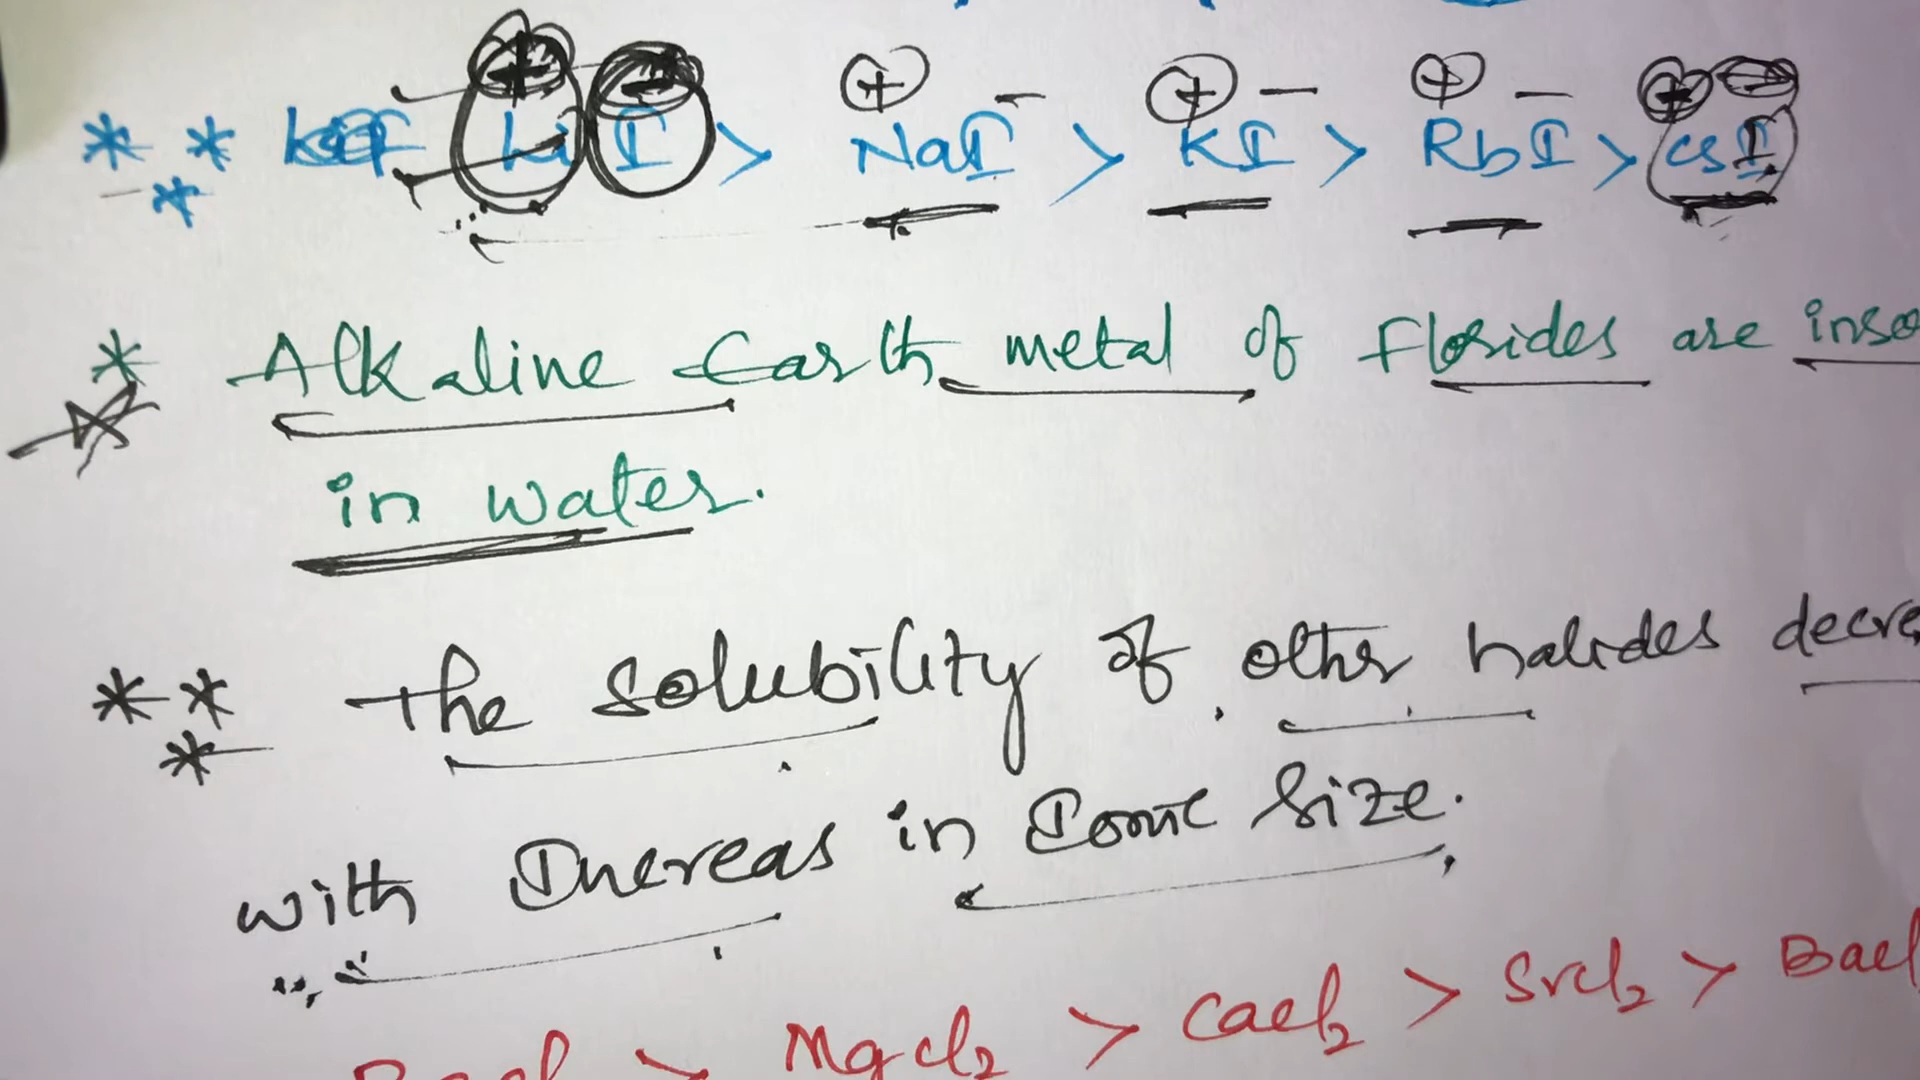 LiI > NaI > KI > RbI > CsI
* Alkaline Earth metal of Florides are inso
in water.
The solubility of other halides decre
with Increas in Ionic Size.
> MgCl2 > CaCl2 > SrCl2 > BaCl